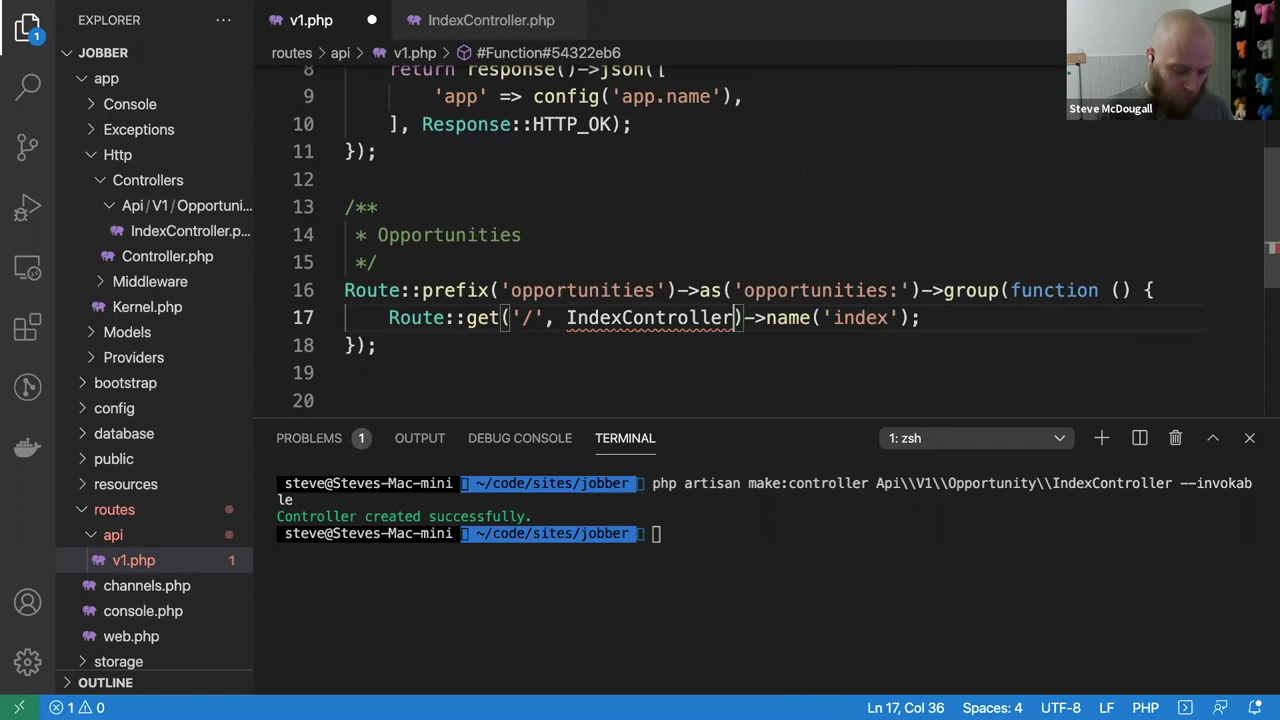 EXPLORER
...
v1.php
IndexController.php
JOBBER
routes > api > v1.php > #Function#54322eb6
app
Console
Exceptions
Http
Controllers
Api/V1/Opportuni...
IndexController.p...
Controller.php
Middleware
Kernel.php
Models
Providers
bootstrap
config
database
public
resources
routes
api
v1.php 1
channels.php
console.php
web.php
storage
OUTLINE
1
Steve McDougall
8 return response()->json([
9 'app' => config('app.name'),
10 ], Response::HTTP_OK);
11 });
12
13 /**
14 * Opportunities
15 */
16 Route::prefix('opportunities')->as('opportunities:')->group(function () {
17 Route::get('/', IndexController)->name('index');
18 });
19
20
PROBLEMS 1 OUTPUT DEBUG CONSOLE TERMINAL 1: zsh
steve@Steves-Mac-mini ~/code/sites/jobber php artisan make:controller Api\\V1\\Opportunity\\IndexController --invokab
le
Controller created successfully.
steve@Steves-Mac-mini ~/code/sites/jobber
1 0 Ln 17, Col 36 Spaces: 4 UTF-8 LF PHP